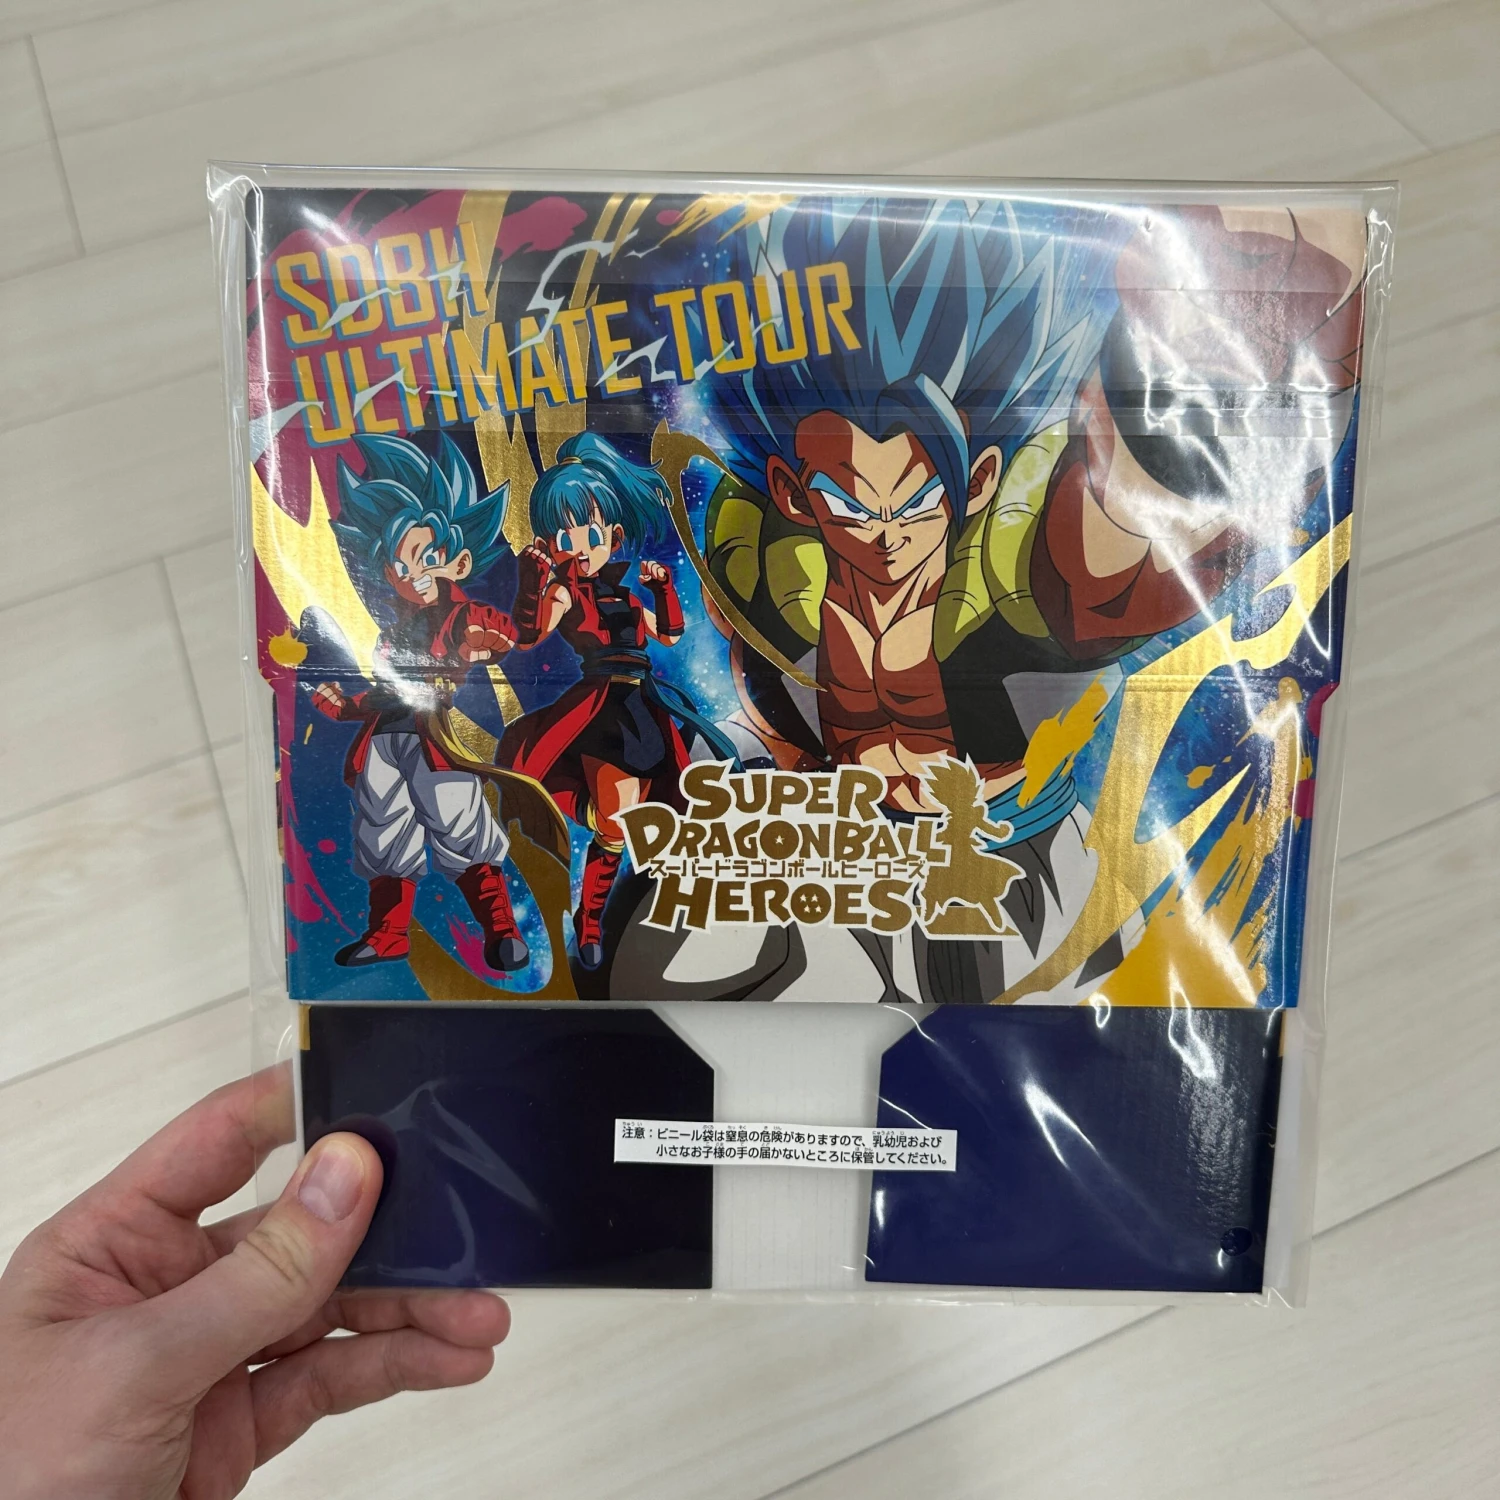 SDBH
ULTIMATE TOUR
SUPER
DRAGONBALL
スーパードラゴンボールヒーローズ
HEROES
注意：ビニール袋は窒息の危険がありますので、乳幼児および
小さなお子様の手の届かないところに保管してください。